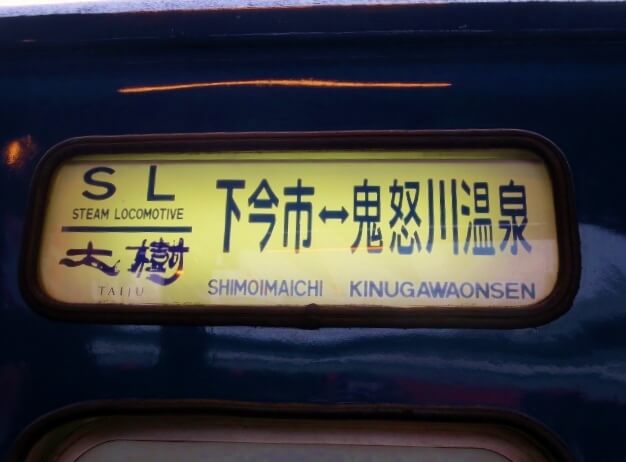 SL
STEAM LOCOMOTIVE
大樹
TAIJU
下今市↔鬼怒川温泉
SHIMOIMAICHI KINUGAWAONSEN